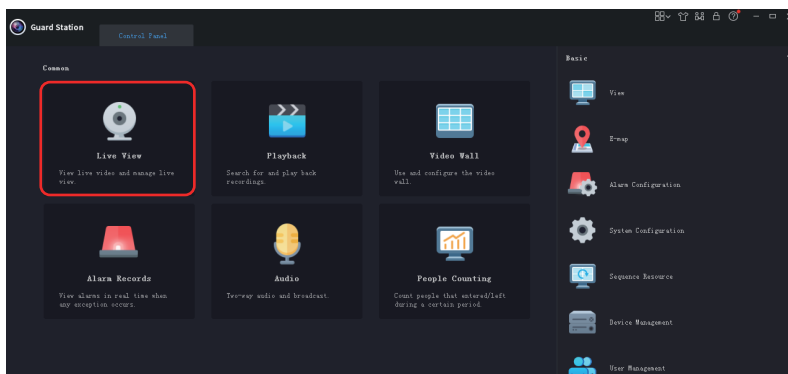 Guard Station
Control Panel
Common
Live View
View live video and manage live
view.
Playback
Search for and play back
recordings.
Video Wall
Use and configure the video
wall.
Alarm Records
View alarms in real time when
any exception occurs.
Audio
Two-way audio and broadcast.
People Counting
Count people that entered/left
during a certain period.
Basic
View
E-map
Alarm Configuration
System Configuration
Sequence Resource
Device Management
User Management